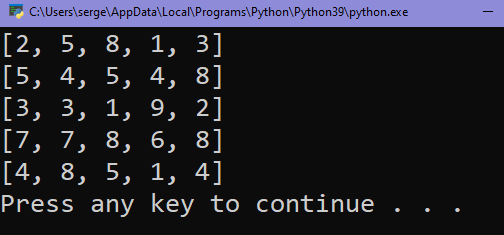 C:\Users\serge\AppData\Local\Programs\Python\Python39\python.exe
[2, 5, 8, 1, 3]
[5, 4, 5, 4, 8]
[3, 3, 1, 9, 2]
[7, 7, 8, 6, 8]
[4, 8, 5, 1, 4]
Press any key to continue . . .